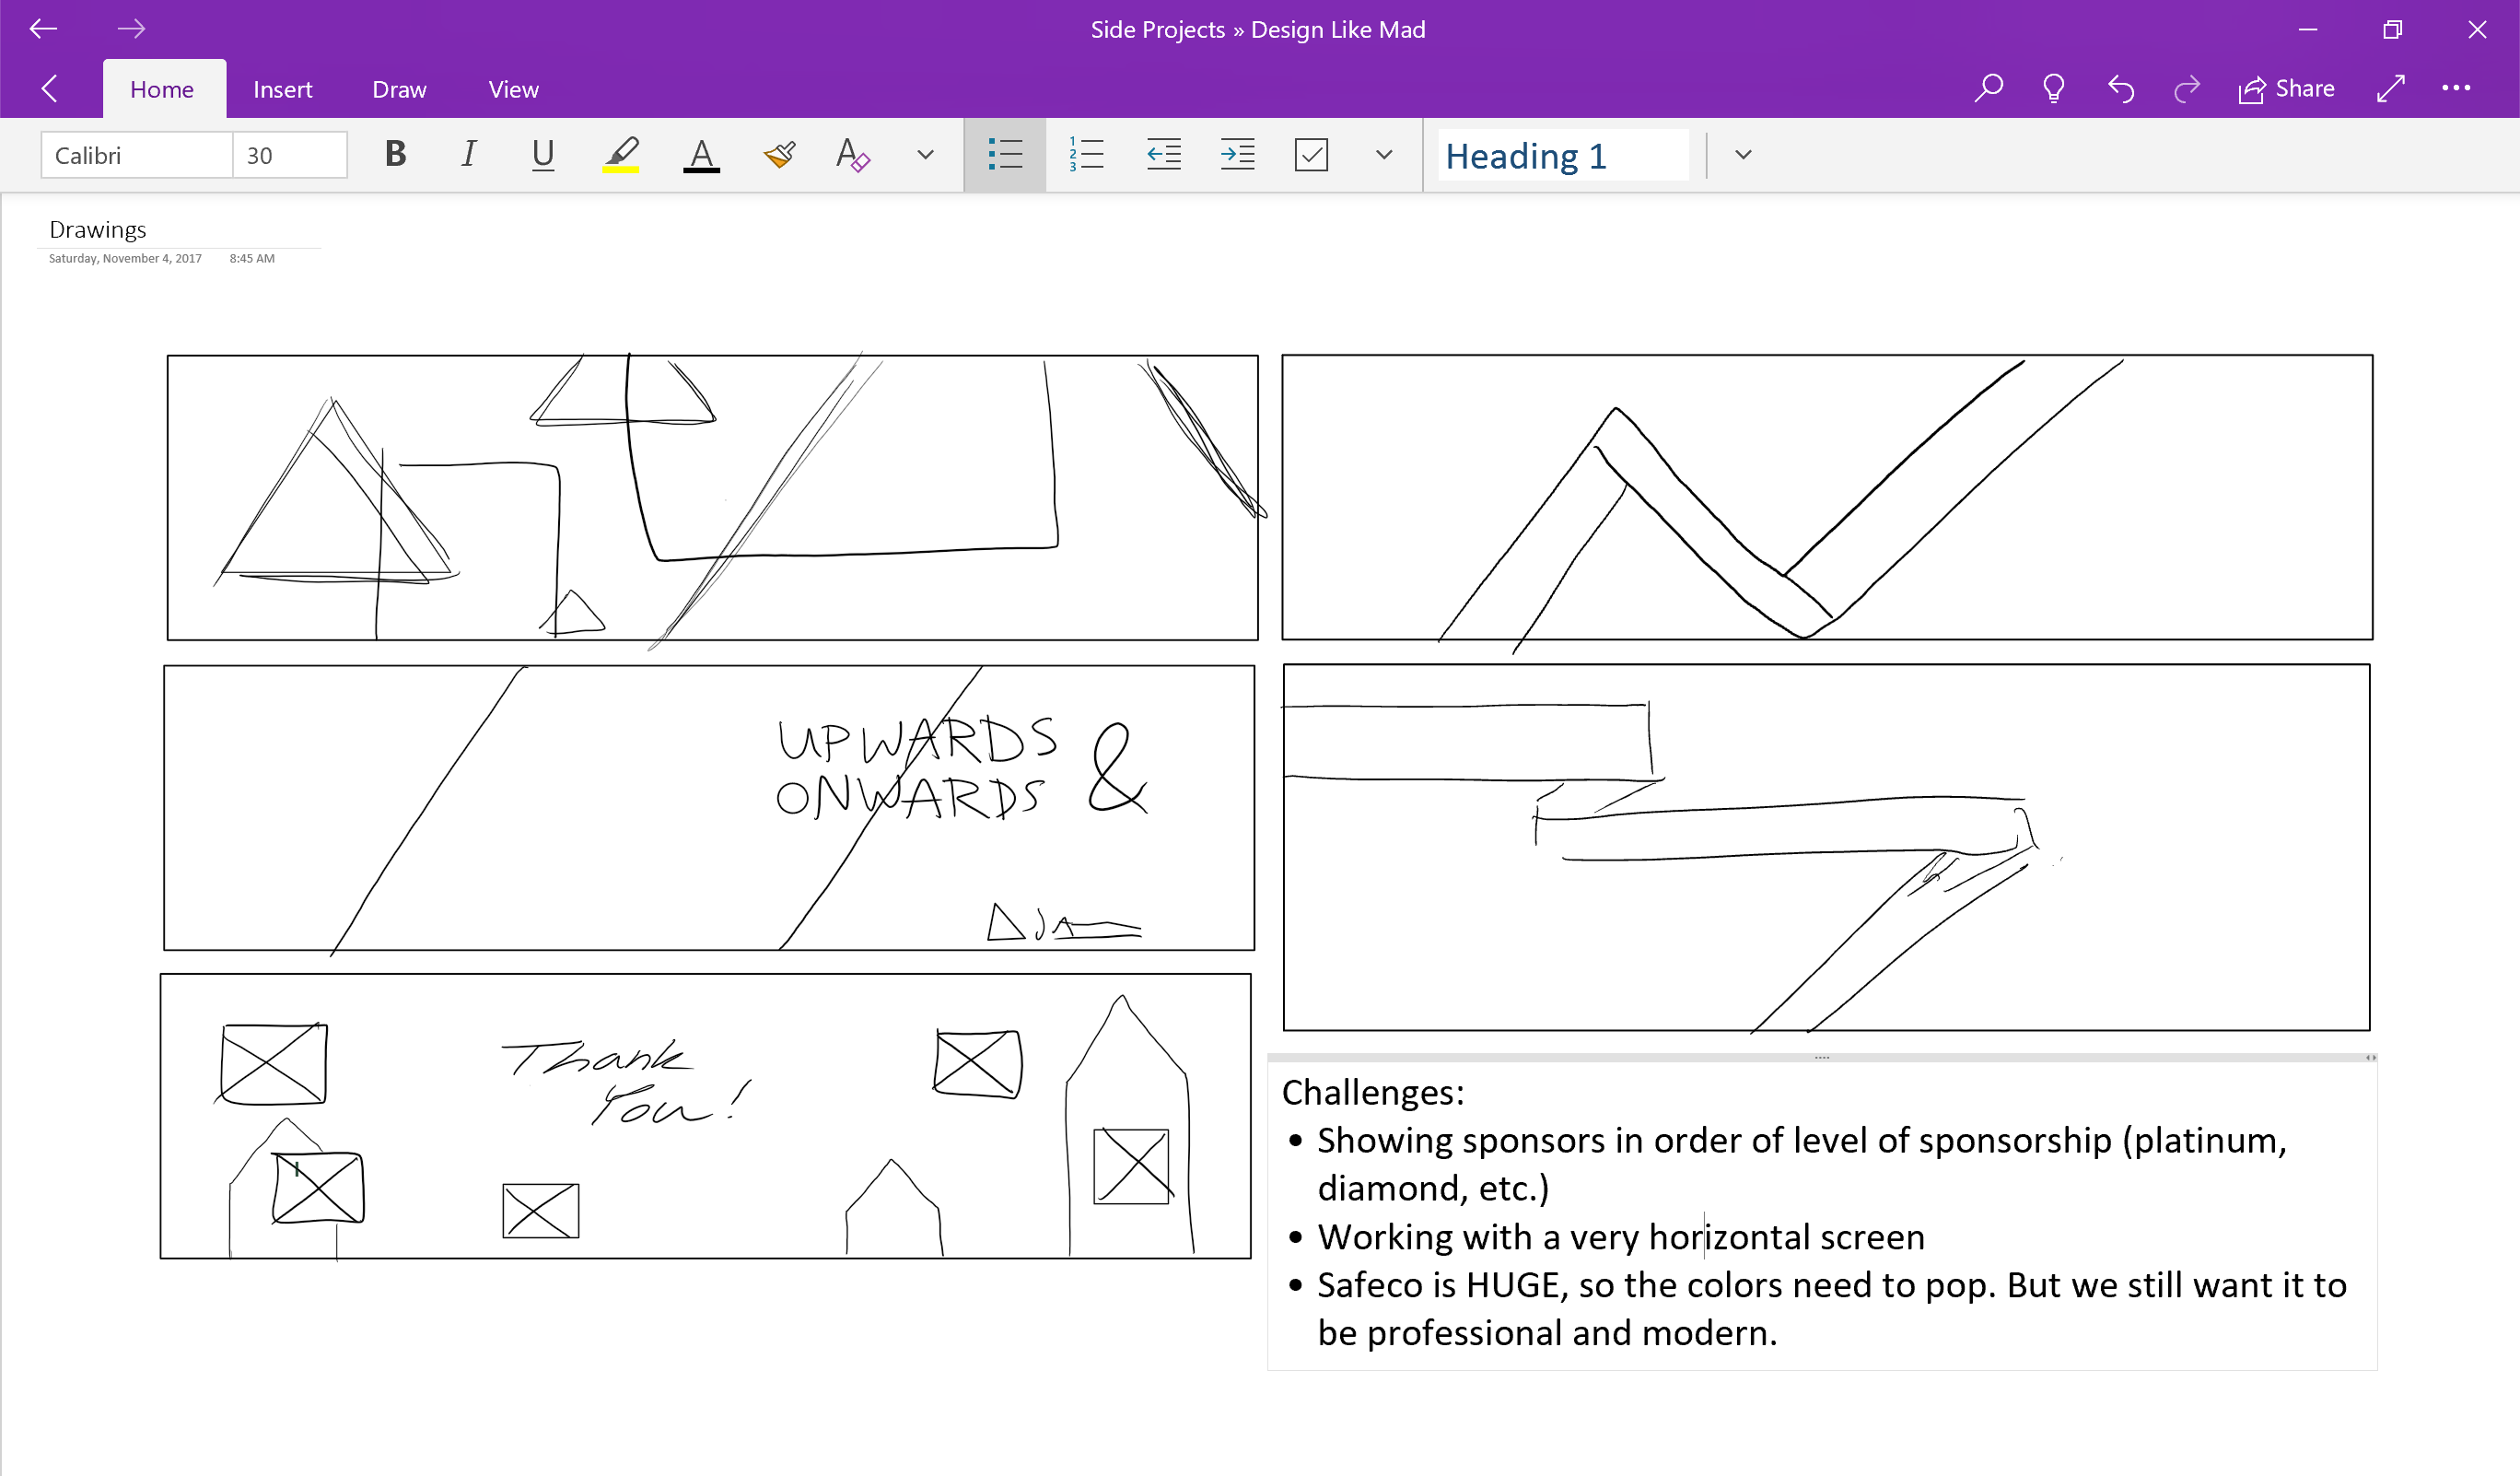 Side Projects » Design Like Mad
Home Insert Draw View Share
Calibri 30 B I U A A 1 2 3 Heading 1
Drawings
Saturday, November 4, 2017 8:45 AM
UPWARDS &
ONWARDS
Thank
You!
Challenges:
• Showing sponsors in order of level of sponsorship (platinum,
diamond, etc.)
• Working with a very horizontal screen
• Safeco is HUGE, so the colors need to pop. But we still want it to
be professional and modern.